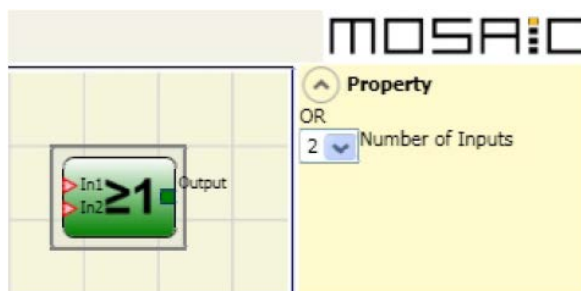 MOSAIC
Property
OR
2 Number of Inputs
In1
In2
≥1
Output